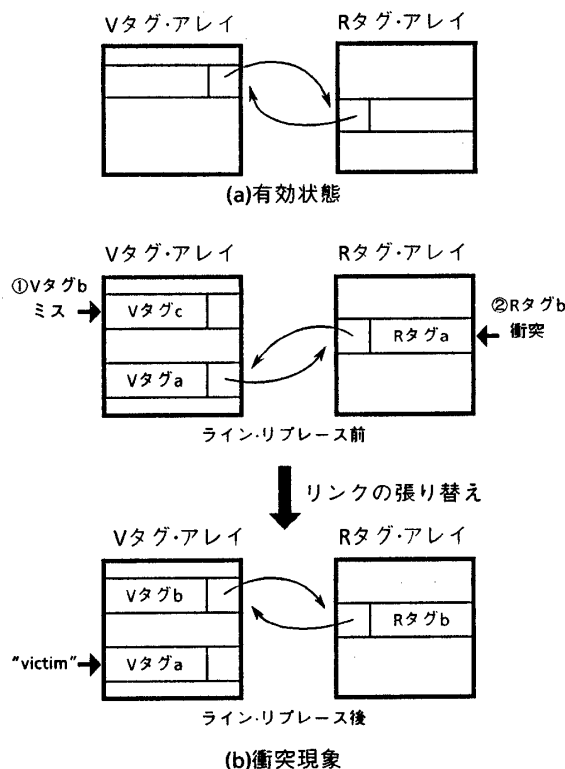 Vタグ・アレイ Rタグ・アレイ
(a)有効状態
Vタグ・アレイ Rタグ・アレイ
①Vタグb
ミス
Vタグc
Vタグa
Rタグa
②Rタグb
衝突
ライン・リプレース前
リンクの張り替え
Vタグ・アレイ Rタグ・アレイ
Vタグb
Rタグb
"victim"
Vタグa
ライン・リプレース後
(b)衝突現象